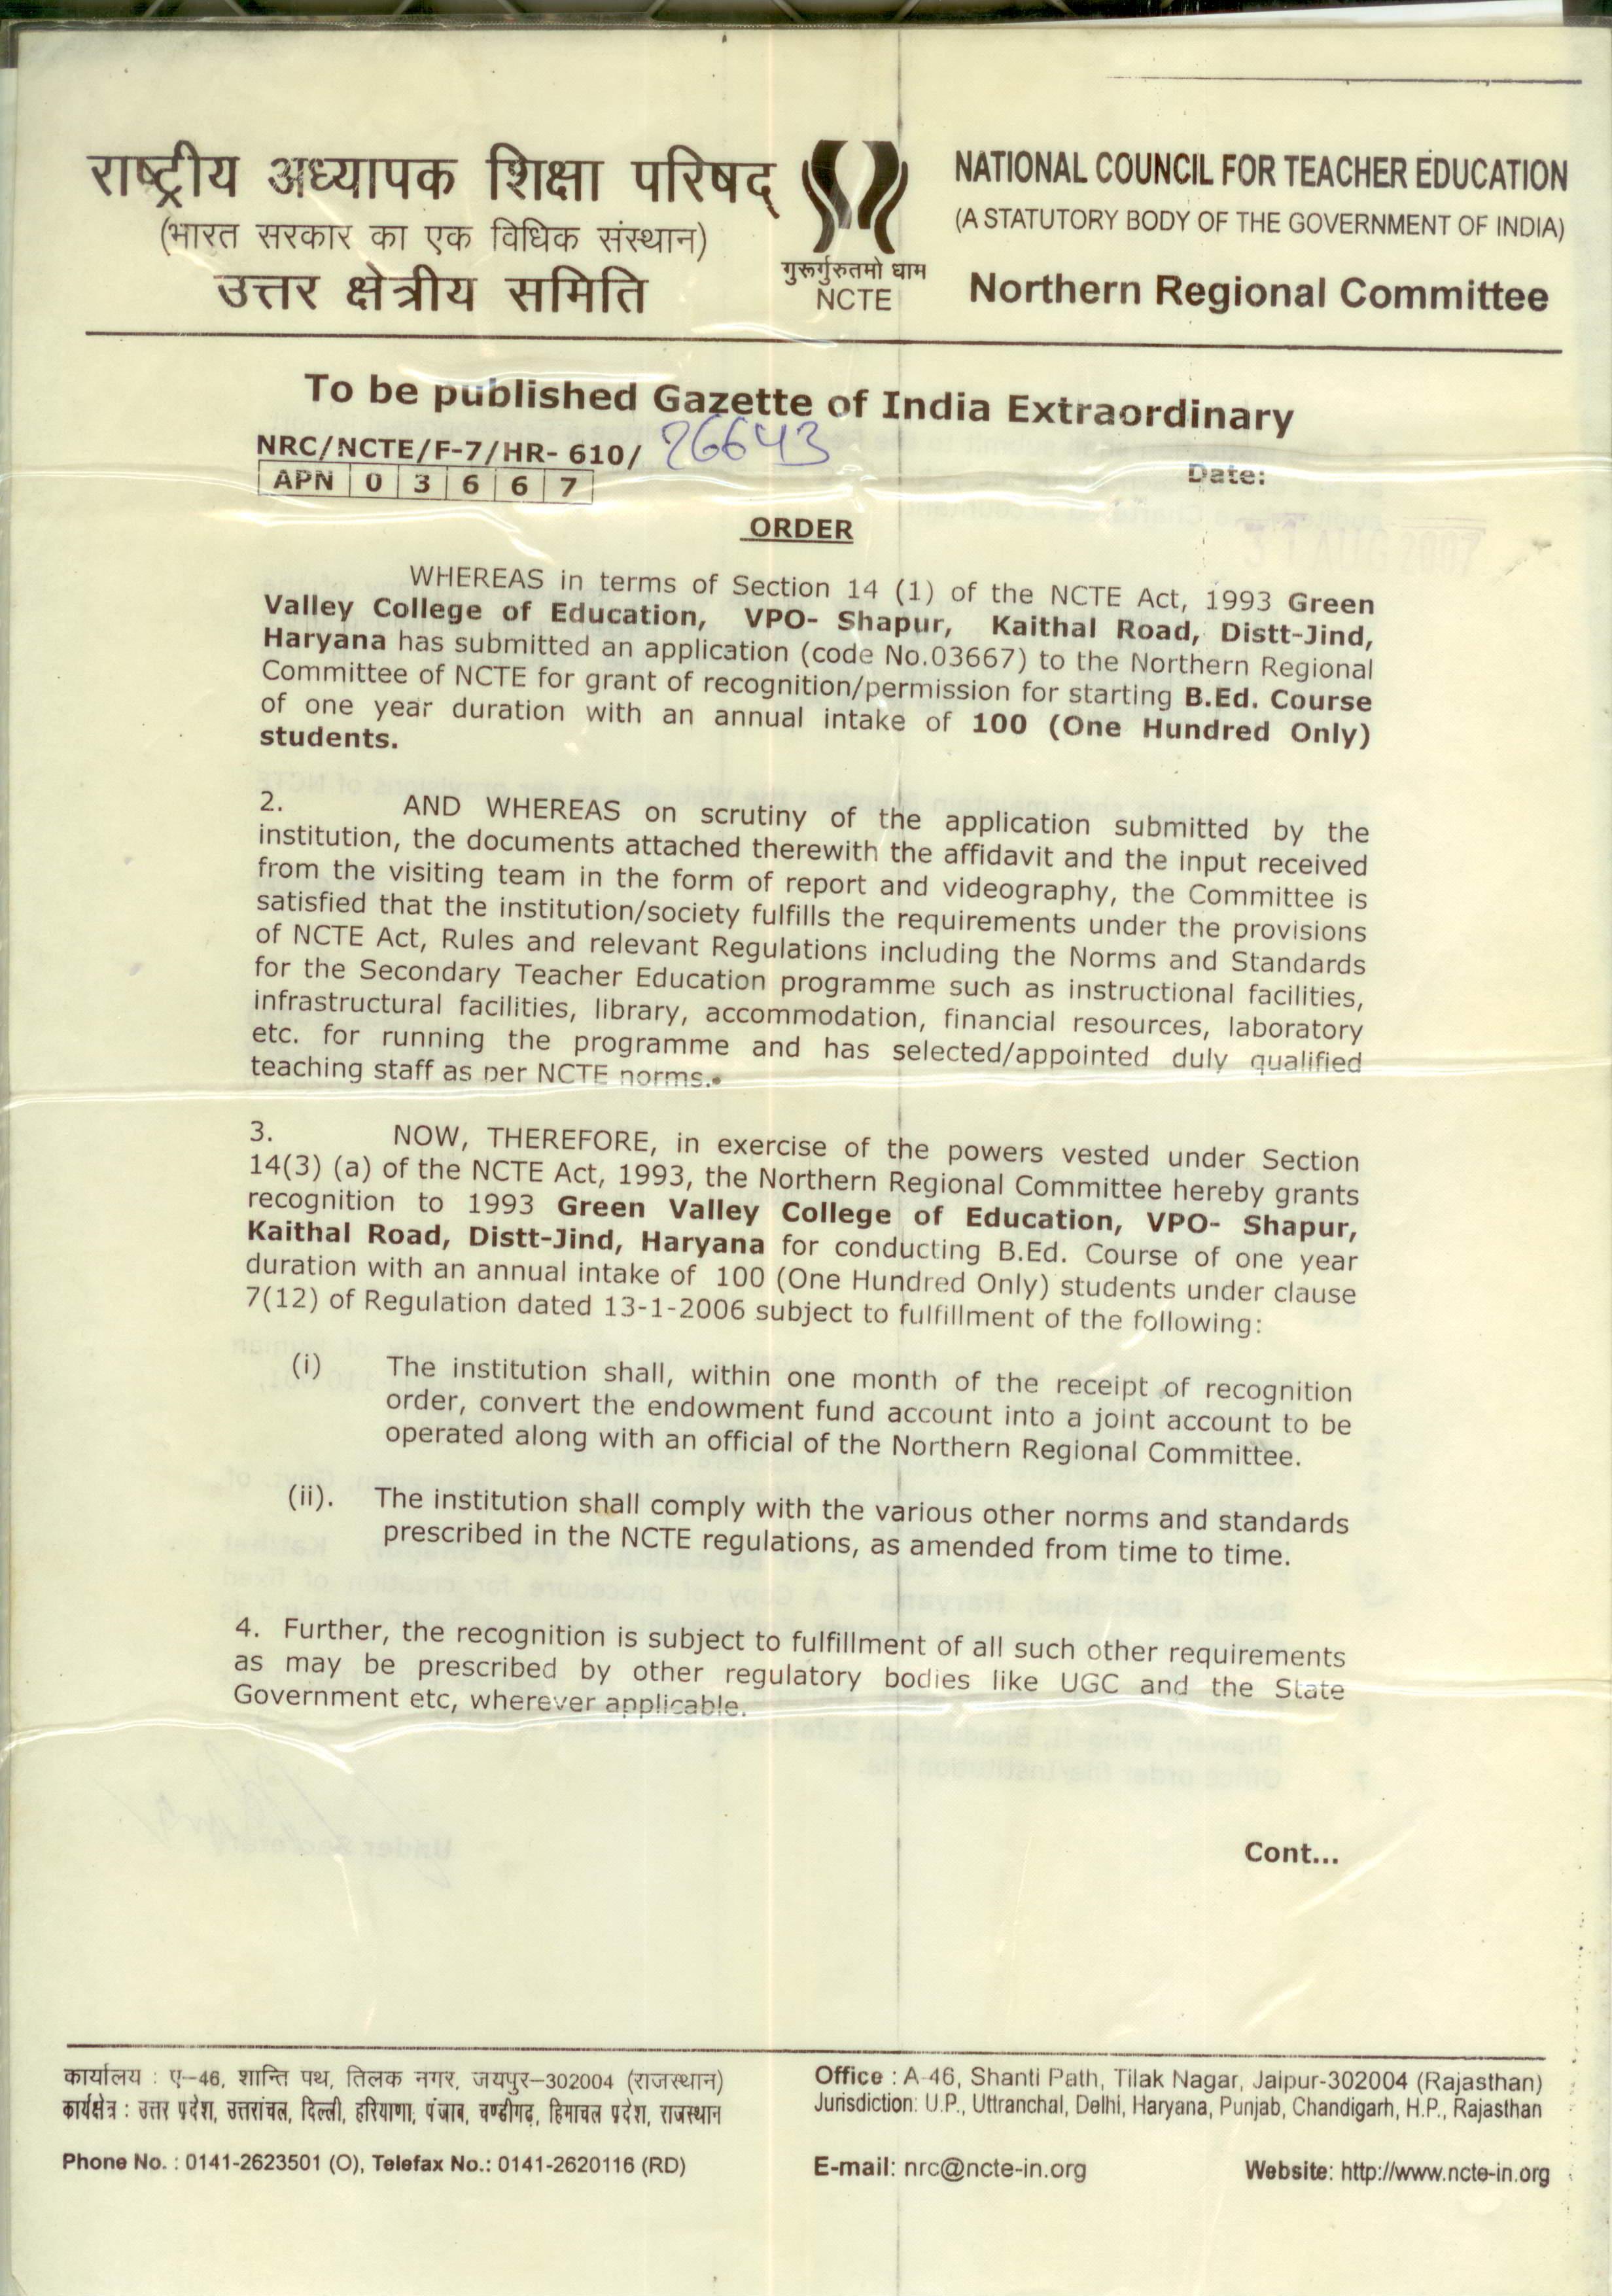 राष्ट्रीय अध्यापक शिक्षा परिषद्
(भारत सरकार का एक विधिक संस्थान)
उत्तर क्षेत्रीय समिति
गुरूर्गुरुतमो धाम
NCTE
NATIONAL COUNCIL FOR TEACHER EDUCATION
(A STATUTORY BODY OF THE GOVERNMENT OF INDIA)
Northern Regional Committee
To be published Gazette of India Extraordinary
NRC/NCTE/F-7/HR- 610/ 26643
APN 0 3 6 6 7
Date:
31 AUG 2007
ORDER
WHEREAS in terms of Section 14 (1) of the NCTE Act, 1993 Green
Valley College of Education, VPO- Shapur, Kaithal Road, Distt-Jind,
Haryana has submitted an application (code No.03667) to the Northern Regional
Committee of NCTE for grant of recognition/permission for starting B.Ed. Course
of one year duration with an annual intake of 100 (One Hundred Only)
students.
2. AND WHEREAS on scrutiny of the application submitted by the
institution, the documents attached therewith the affidavit and the input received
from the visiting team in the form of report and videography, the Committee is
satisfied that the institution/society fulfills the requirements under the provisions
of NCTE Act, Rules and relevant Regulations including the Norms and Standards
for the Secondary Teacher Education programme such as instructional facilities,
infrastructural facilities, library, accommodation, financial resources, laboratory
etc. for running the programme and has selected/appointed duly qualified
teaching staff as per NCTE norms.
3. NOW, THEREFORE, in exercise of the powers vested under Section
14(3) (a) of the NCTE Act, 1993, the Northern Regional Committee hereby grants
recognition to 1993 Green Valley College of Education, VPO- Shapur,
Kaithal Road, Distt-Jind, Haryana for conducting B.Ed. Course of one year
duration with an annual intake of 100 (One Hundred Only) students under clause
7(12) of Regulation dated 13-1-2006 subject to fulfillment of the following:
(i) The institution shall, within one month of the receipt of recognition
order, convert the endowment fund account into a joint account to be
operated along with an official of the Northern Regional Committee.
(ii). The institution shall comply with the various other norms and standards
prescribed in the NCTE regulations, as amended from time to time.
4. Further, the recognition is subject to fulfillment of all such other requirements
as may be prescribed by other regulatory bodies like UGC and the State
Government etc, wherever applicable.
Cont...
कार्यालय : ए-46, शान्ति पथ, तिलक नगर, जयपुर-302004 (राजस्थान)
कार्यक्षेत्र : उत्तर प्रदेश, उत्तरांचल, दिल्ली, हरियाणा, पंजाब, चण्डीगढ़, हिमाचल प्रदेश, राजस्थान
Phone No. : 0141-2623501 (O), Telefax No.: 0141-2620116 (RD)
Office : A-46, Shanti Path, Tilak Nagar, Jaipur-302004 (Rajasthan)
Jurisdiction: U.P., Uttranchal, Delhi, Haryana, Punjab, Chandigarh, H.P., Rajasthan
E-mail: nrc@ncte-in.org
Website: http://www.ncte-in.org